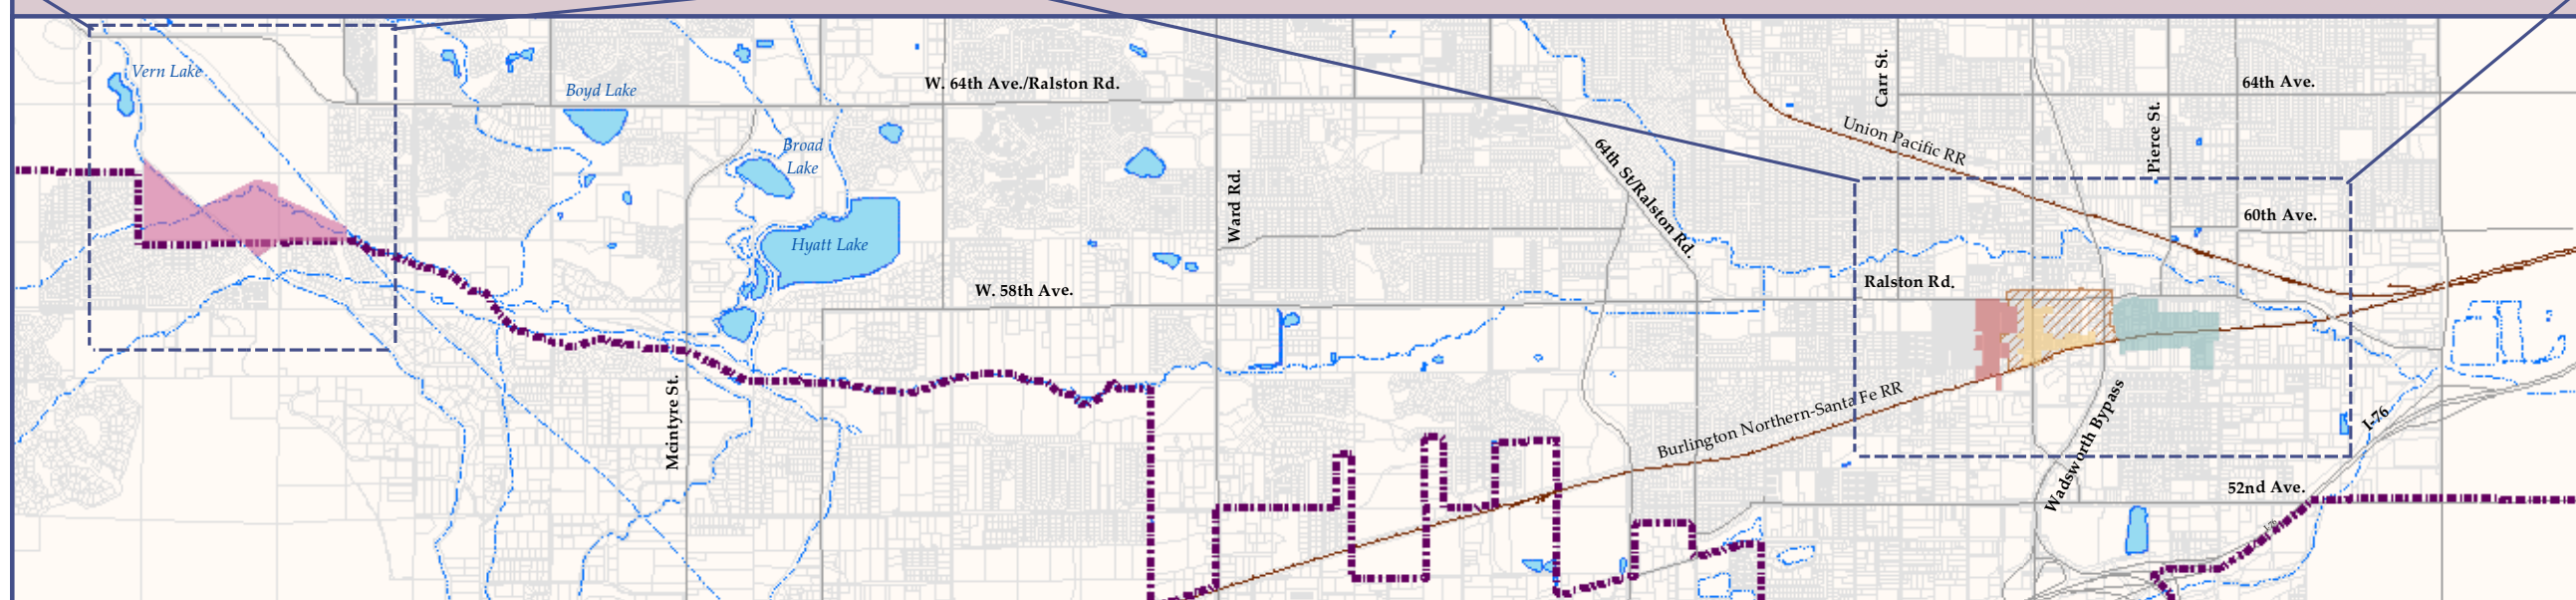 Vern Lake
Boyd Lake
W. 64th Ave./Ralston Rd.
Carr St.
64th Ave.
Union Pacific RR
Pierce St.
Broad
Lake
64th St/Ralston Rd.
Ward Rd.
60th Ave.
Hyatt Lake
W. 58th Ave.
Ralston Rd.
Mcintyre St.
Burlington Northern-Santa Fe RR
Wadsworth Bypass
I-76
52nd Ave.
I-76